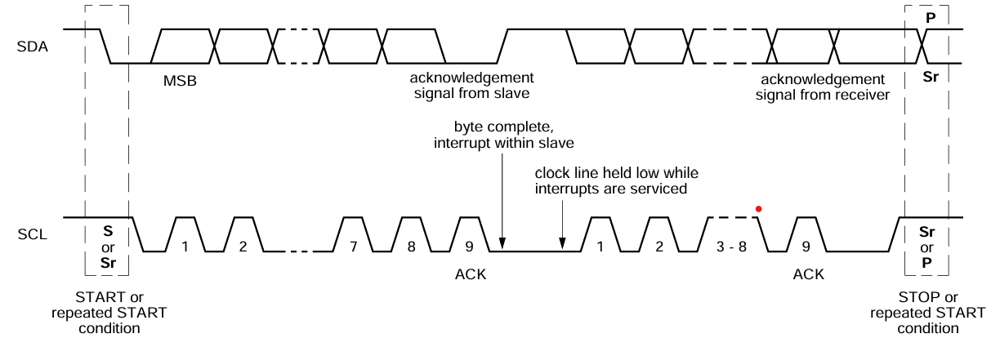 P
SDA
MSB
acknowledgement
signal from slave
acknowledgement
signal from receiver
Sr
byte complete,
interrupt within slave
clock line held low while
interrupts are serviced
SCL
S
or
Sr
1
2
7
8
9
1
2
3 - 8
9
Sr
or
P
ACK
ACK
START or
repeated START
condition
STOP or
repeated START
condition